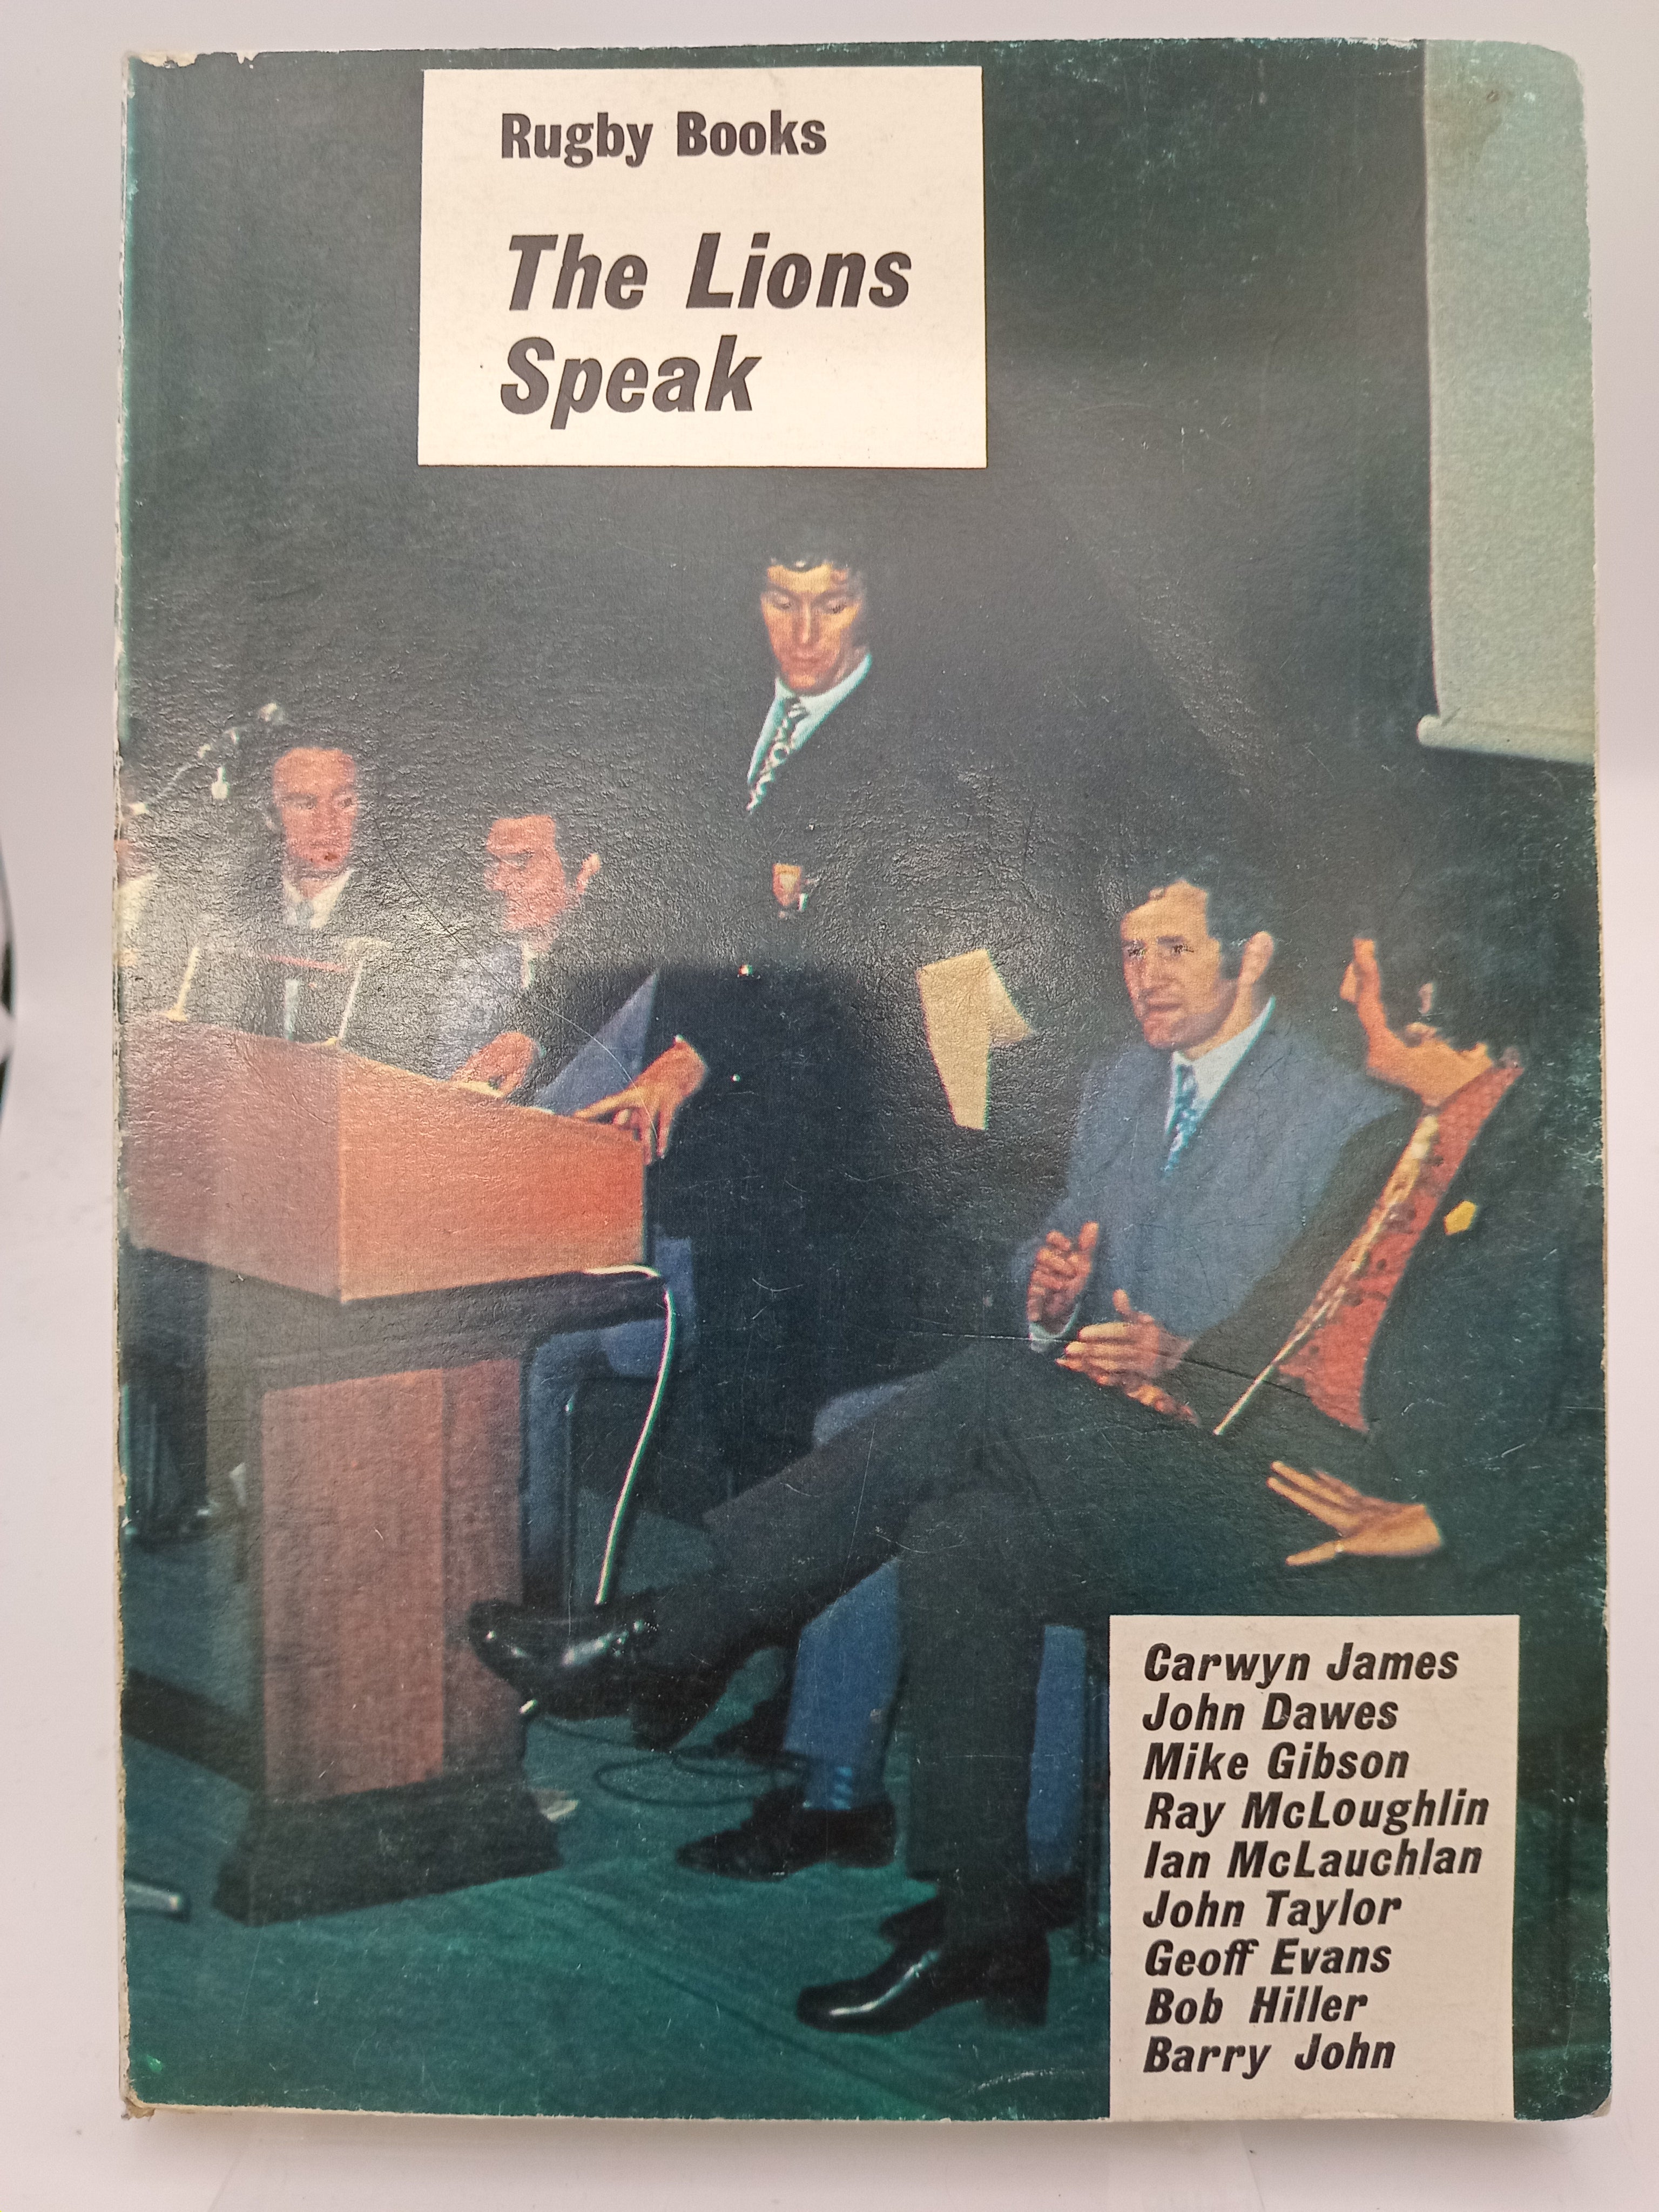 Rugby Books
The Lions
Speak
Carwyn James
John Dawes
Mike Gibson
Ray McLoughlin
Ian McLauchlan
John Taylor
Geoff Evans
Bob Hiller
Barry John